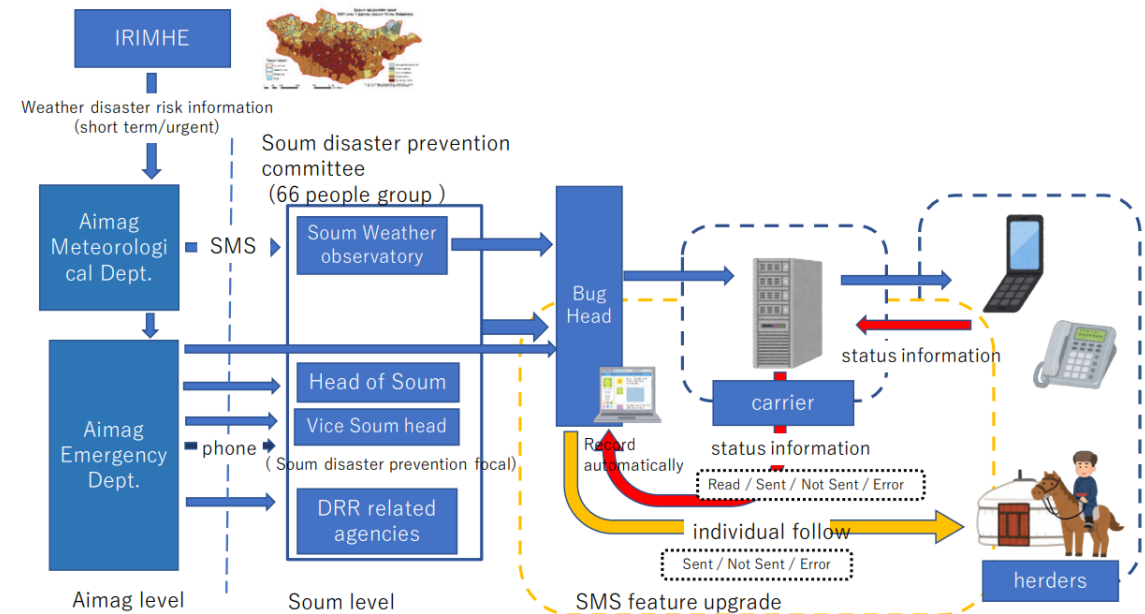 IRIMHE
Weather disaster risk information
(short term/urgent)
Soum disaster prevention
committee
(66 people group )
Aimag
Meteorologi
cal Dept.
SMS
Soum Weather
observatory
Bug
Head
status information
Aimag
Emergency
Dept.
Head of Soum
Vice Soum head
phone
( Soum disaster prevention focal)
DRR related
agencies
carrier
Record
automatically
status information
Read / Sent / Not Sent / Error
individual follow
Sent / Not Sent / Error
herders
Aimag level
Soum level
SMS feature upgrade